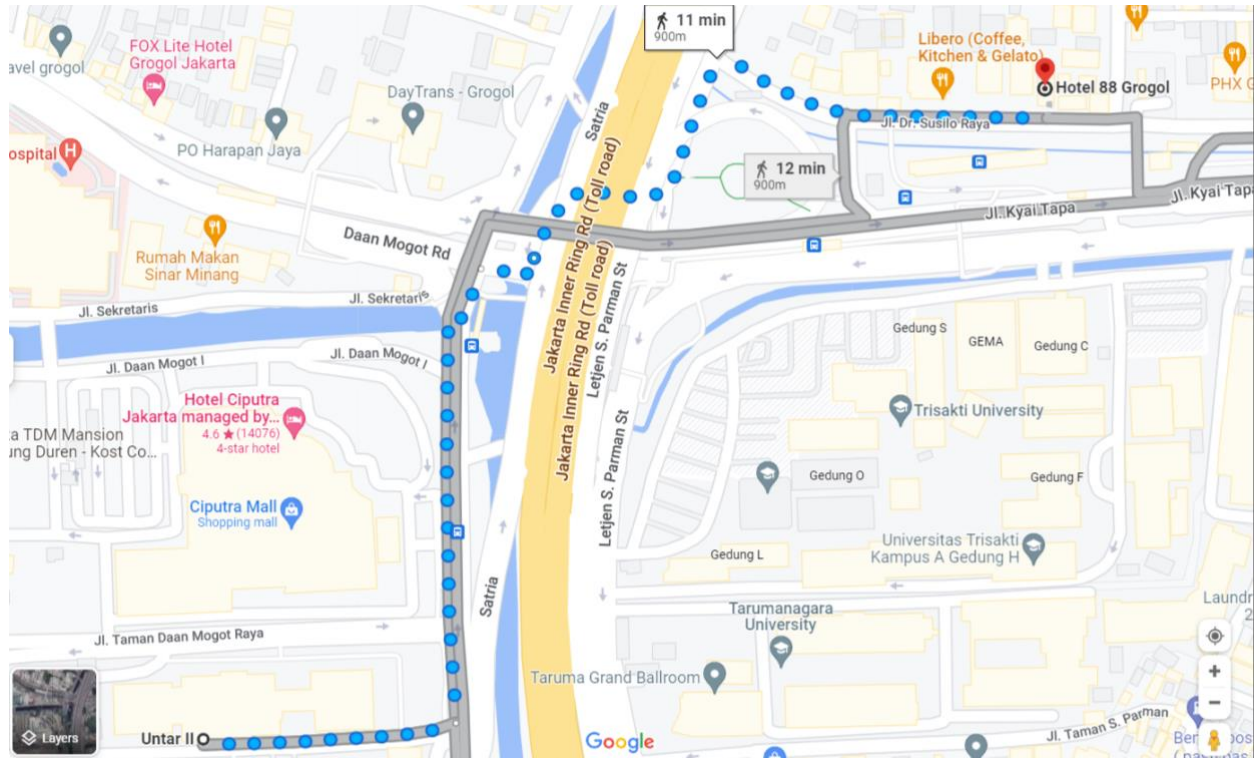 11 min
900m
FOX Lite Hotel
Grogol Jakarta
avel grogol
DayTrans - Grogol
PO Harapan Jaya
ospital
H
Satria
Libero (Coffee,
Kitchen & Gelato)
Hotel 88 Grogol
PHX G
Jl. Dr. Susilo Raya
12 min
900m
Jl. Kyai Tapa
Jl. Kyai Tapa
Daan Mogot Rd
Rumah Makan
Sinar Minang
Jl. Sekretaris
Jl. Sekretaris
Jakarta Inner Ring Rd (Toll road)
Jakarta Inner Ring Rd (Toll road)
Letjen S. Parman St
Letjen S. Parman St
Jl. Daan Mogot I
Jl. Daan Mogot I
Gedung S
GEMA
Gedung C
Hotel Ciputra
Jakarta managed by...
4.6 ★ (14076)
4-star hotel
a TDM Mansion
ung Duren - Kost Co...
Trisakti University
Gedung O
Gedung F
Ciputra Mall
Shopping mall
Gedung L
Universitas Trisakti
Kampus A Gedung H
Satria
Tarumanagara
University
Laundr
2
Jl. Taman Daan Mogot Raya
Taruma Grand Ballroom
Layers
Untar II
Google
Jl. Taman S. Parman
Ben
pos